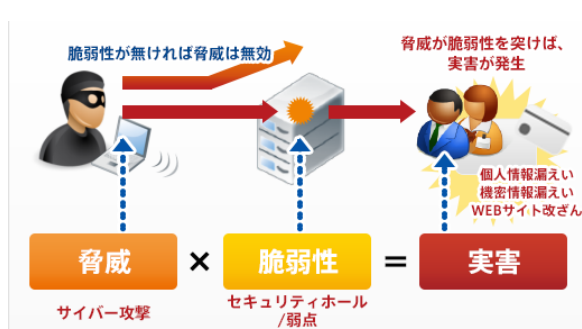 脆弱性が無ければ脅威は無効
脅威が脆弱性を突けば、
実害が発生
個人情報漏えい
機密情報漏えい
WEBサイト改ざん
脅威 × 脆弱性 = 実害
サイバー攻撃
セキュリティホール
/弱点